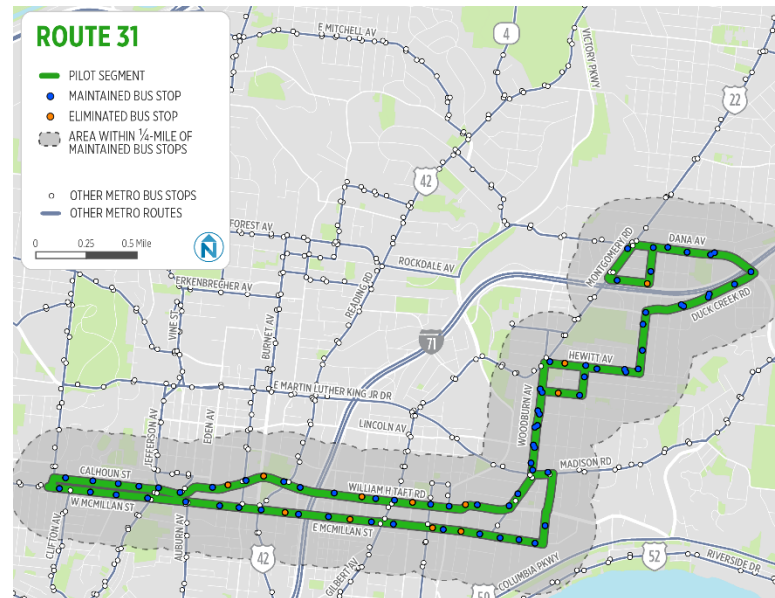 ROUTE 31
PILOT SEGMENT
MAINTAINED BUS STOP
ELIMINATED BUS STOP
AREA WITHIN ¼-MILE OF
MAINTAINED BUS STOPS
OTHER METRO BUS STOPS
OTHER METRO ROUTES
0 0.25 0.5 Mile
N
E MITCHELL AV
4
VICTORY PKWY
22
42
FOREST AV
ROCKDALE AV
MONTGOMERY RD
DANA AV
DUCK CREEK RD
ERKENBRECHER AV
VINE ST
BURNET AV
READING RD
71
HEWITT AV
E MARTIN LUTHER KING JR DR
WOODBURN AV
JEFFERSON AV
EDEN AV
LINCOLN AV
MADISON RD
CALHOUN ST
WILLIAM H TAFT RD
W MCMILLAN ST
E MCMILLAN ST
CLIFTON AV
AUBURN AV
42
GILBERT AV
COLUMBIA PKWY
52
RIVERSIDE DR